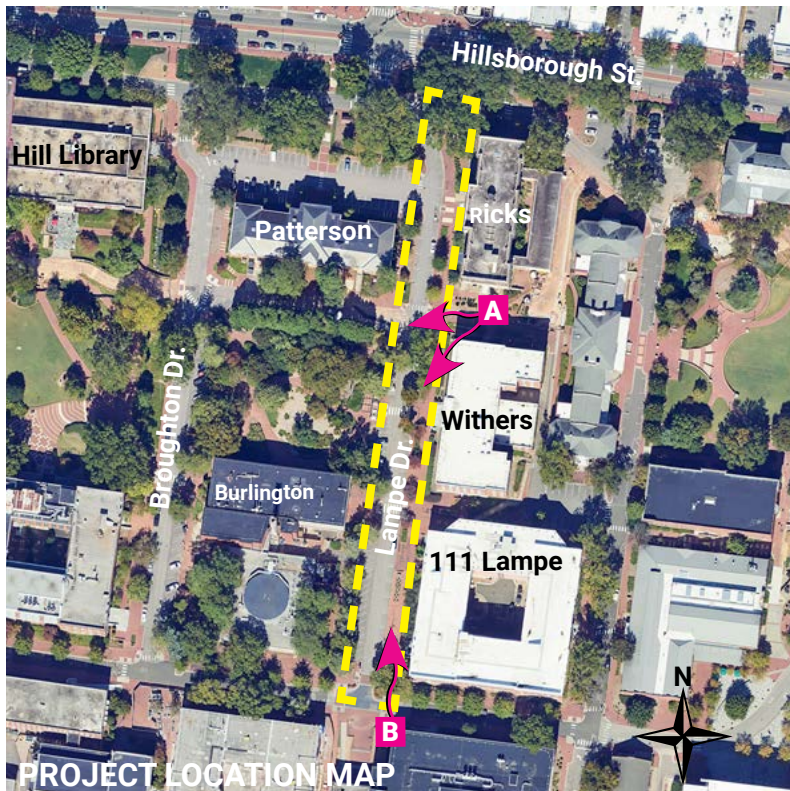 Hillsborough St.
Hill Library
Ricks
Patterson
A
Broughton Dr.
Withers
Lampe Dr.
Burlington
111 Lampe
N
B
PROJECT LOCATION MAP